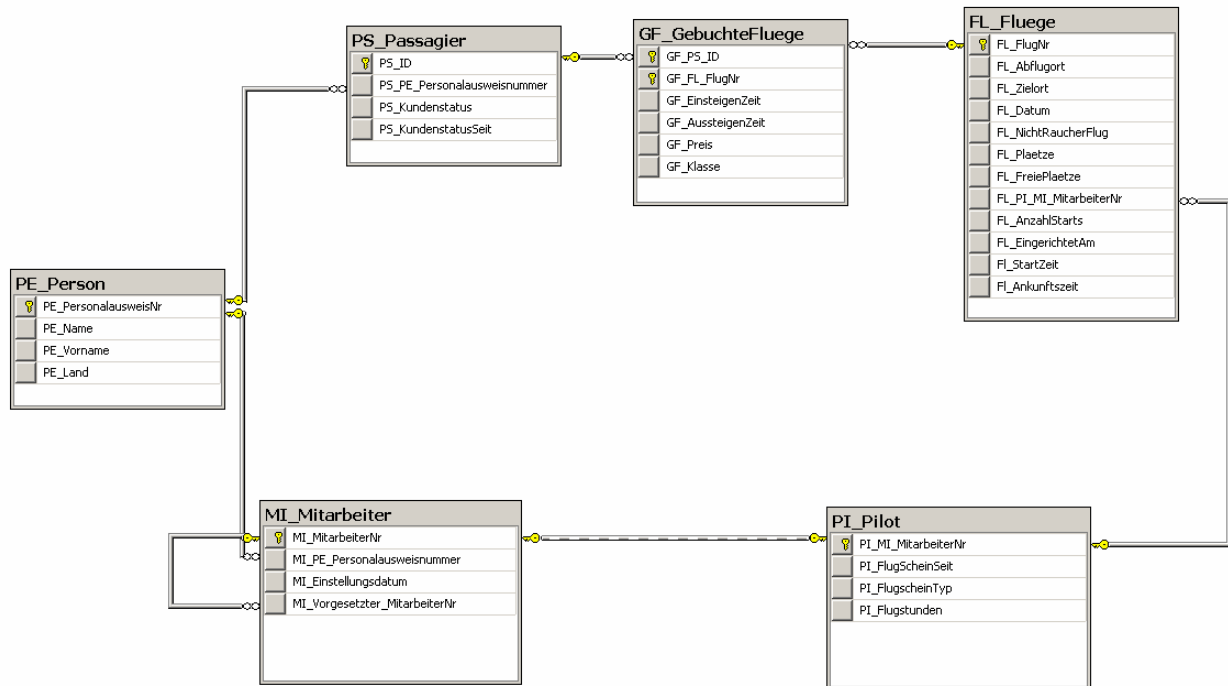 PS_Passagier
PS_ID
PS_PE_Personalausweisnummer
PS_Kundenstatus
PS_KundenstatusSeit
GF_GebuchteFluege
GF_PS_ID
GF_FL_FlugNr
GF_EinsteigenZeit
GF_AussteigenZeit
GF_Preis
GF_Klasse
FL_Fluege
FL_FlugNr
FL_Abflugort
FL_Zielort
FL_Datum
FL_NichtRaucherFlug
FL_Plaetze
FL_FreiePlaetze
FL_PI_MI_MitarbeiterNr
FL_AnzahlStarts
FL_EingerichtetAm
Fl_StartZeit
Fl_Ankunftszeit
PE_Person
PE_PersonalausweisNr
PE_Name
PE_Vorname
PE_Land
MI_Mitarbeiter
MI_MitarbeiterNr
MI_PE_Personalausweisnummer
MI_Einstellungsdatum
MI_Vorgesetzter_MitarbeiterNr
PI_Pilot
PI_MI_MitarbeiterNr
PI_FlugScheinSeit
PI_FlugscheinTyp
PI_Flugstunden